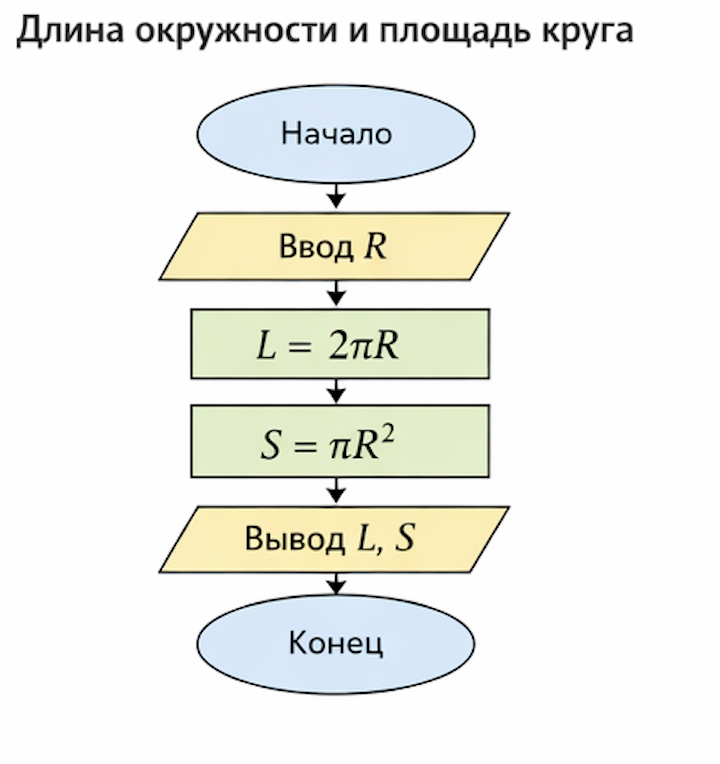 Длина окружности и площадь круга
Начало
Ввод R
L = 2πR
S = πR²
Вывод L, S
Конец